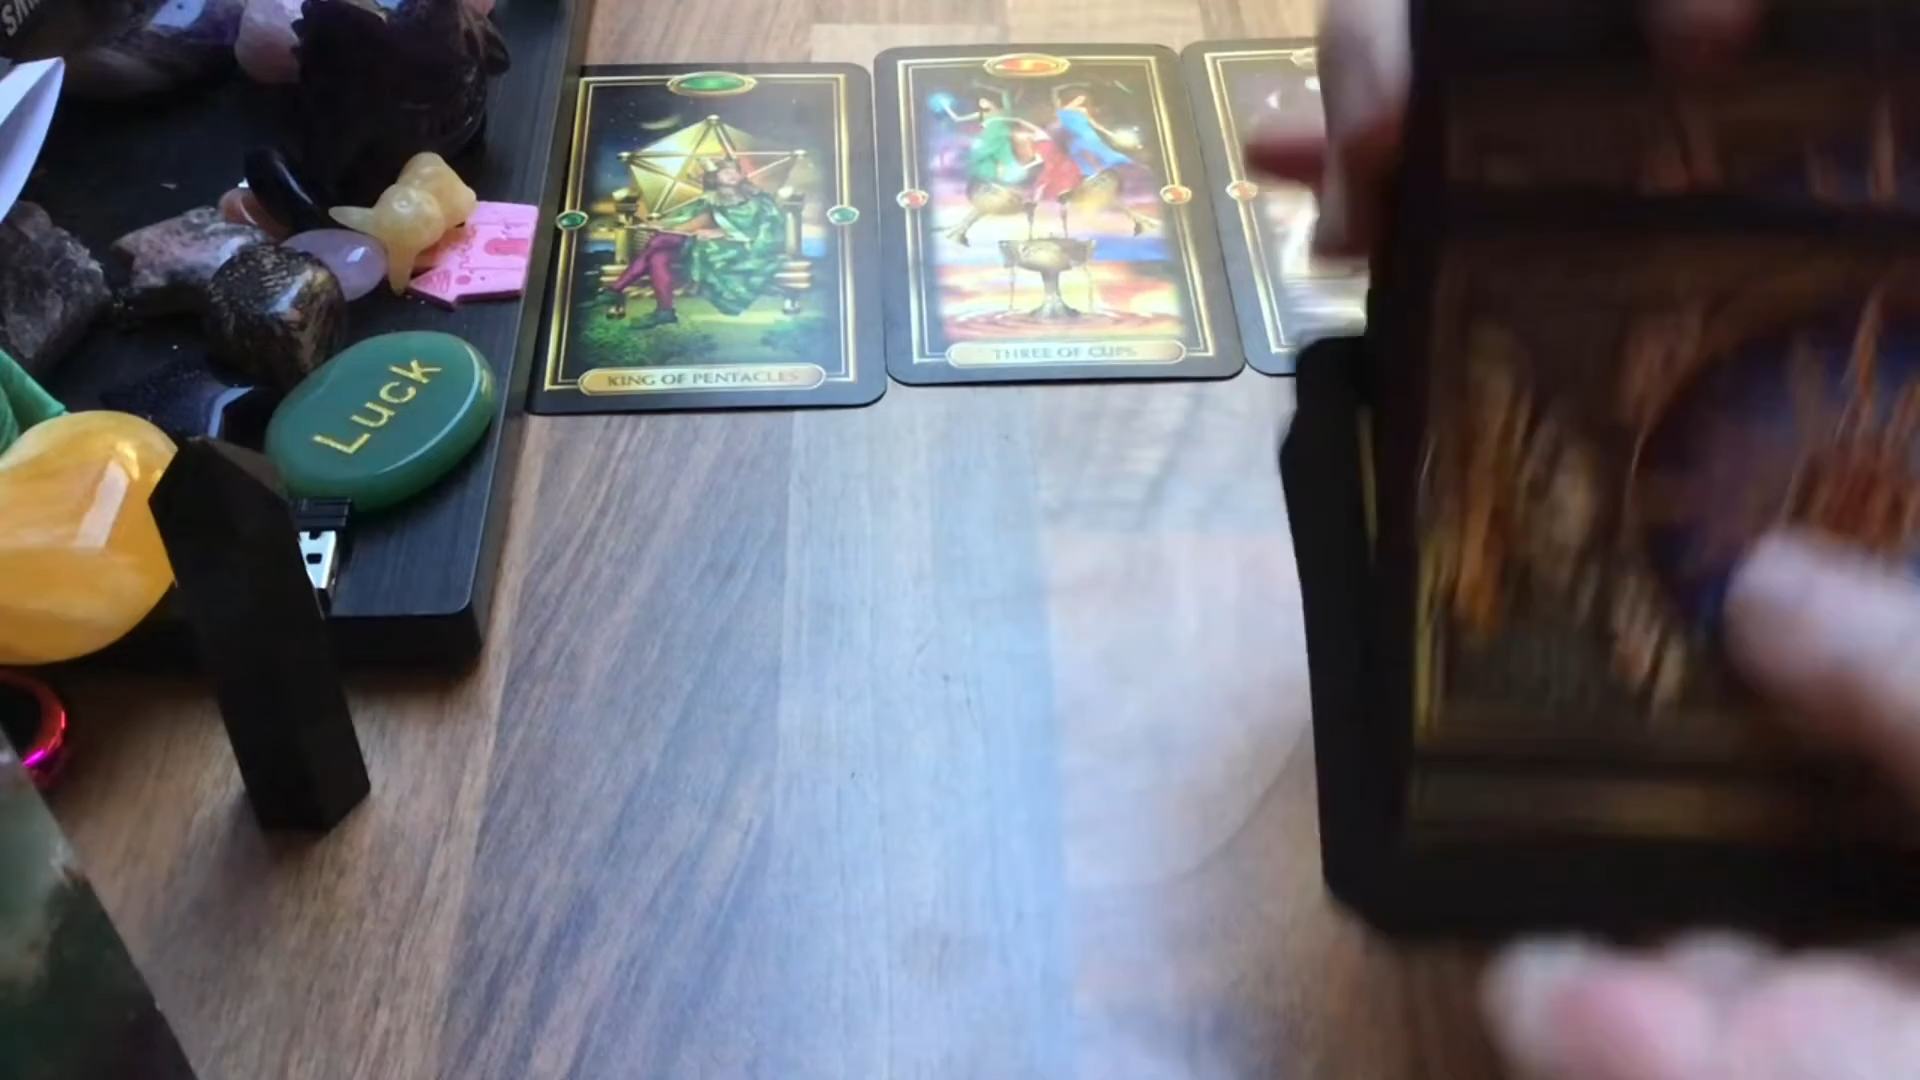 KING OF PENTACLES
THREE OF CUPS
Luck